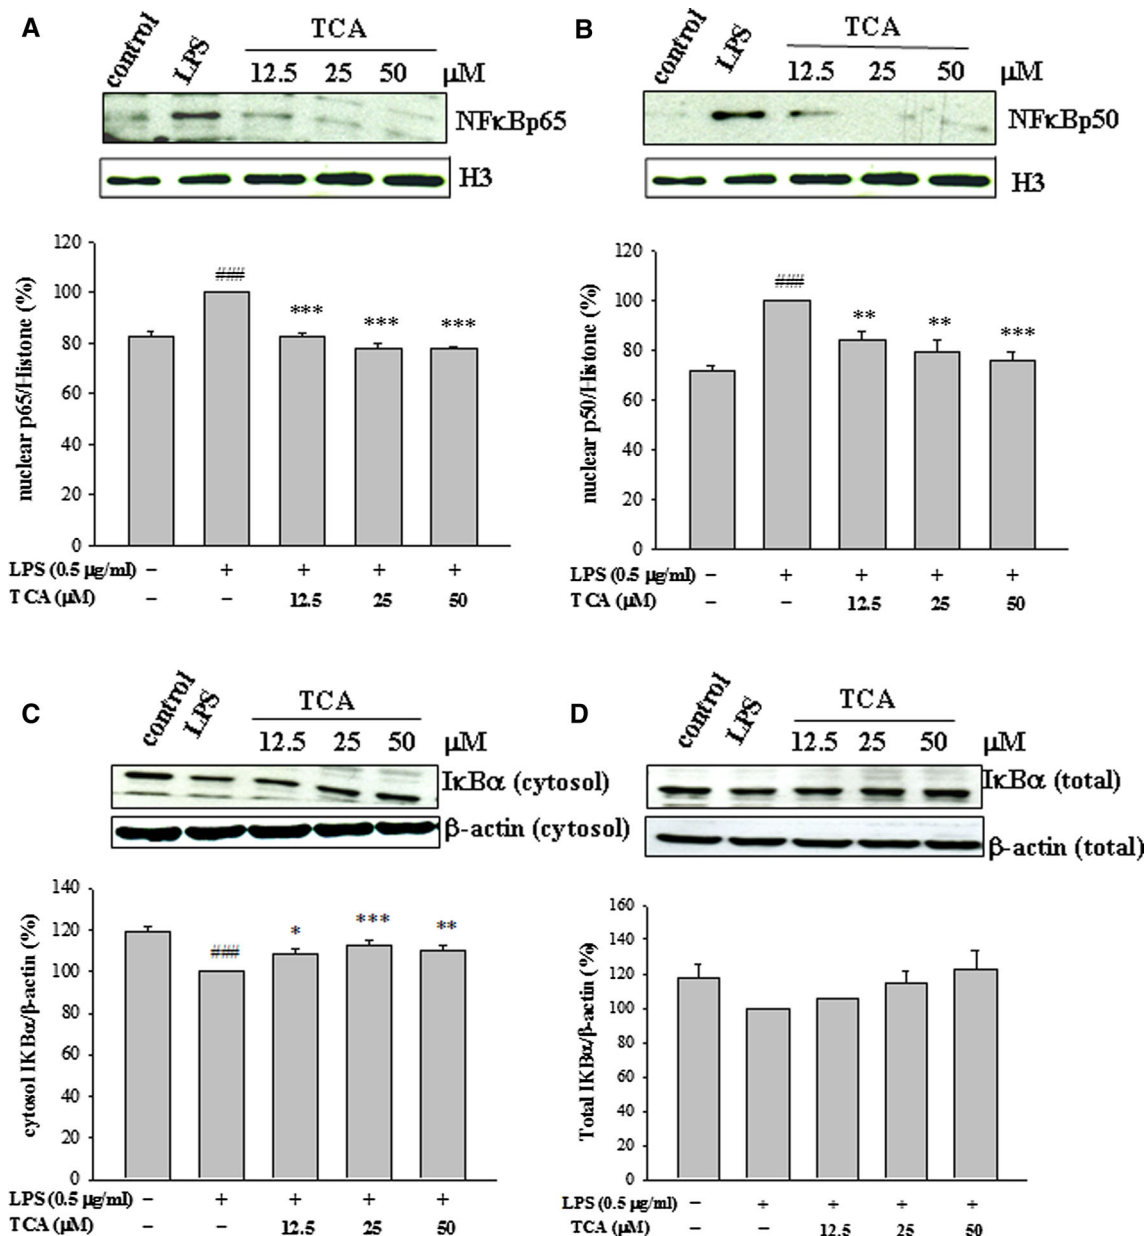 A
control LPS TCA
12.5 25 50 μM
NFκBp65
H3
120
100
80
60
40
20
0
nuclear p65/Histone (%)
###
***
***
***
LPS (0.5 μg/ml) − + + + +
TCA (μM) − − 12.5 25 50
B
control LPS TCA
12.5 25 50 μM
NFκBp50
H3
120
100
80
60
40
20
0
nuclear p50/Histone (%)
###
**
**
***
LPS (0.5 μg/ml) − + + + +
TCA (μM) − − 12.5 25 50
C
control LPS TCA
12.5 25 50 μM
IκBα (cytosol)
β-actin (cytosol)
140
120
100
80
60
40
20
0
cytosol IKBα/β-actin (%)
###
*
***
**
LPS (0.5 μg/ml) − + + + +
TCA (μM) − − 12.5 25 50
D
control LPS TCA
12.5 25 50 μM
IκBα (total)
β-actin (total)
160
140
120
100
80
60
40
20
0
Total IKBα/β-actin (%)
LPS (0.5 μg/ml) − + + + +
TCA (μM) − − 12.5 25 50